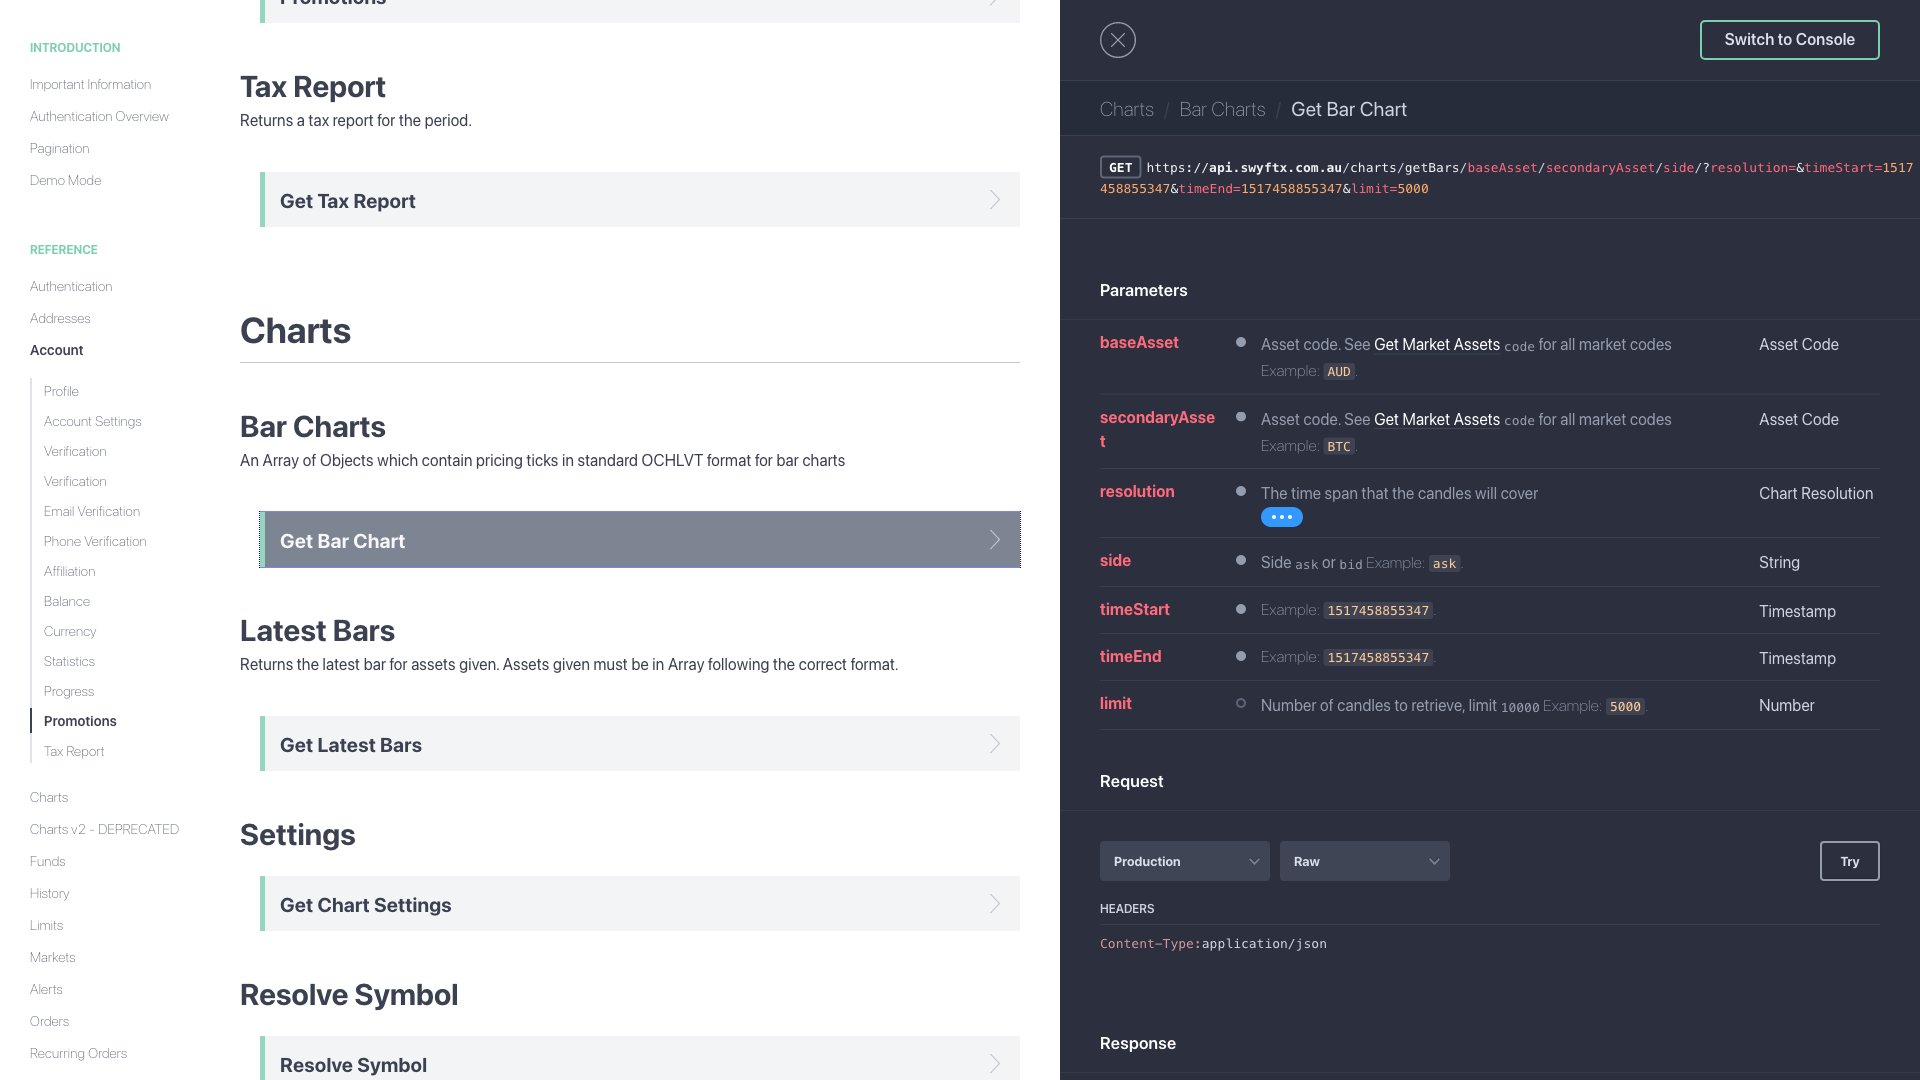 INTRODUCTION
Important Information
Authentication Overview
Pagination
Demo Mode
REFERENCE
Authentication
Addresses
Account
Profile
Account Settings
Verification
Verification
Email Verification
Phone Verification
Affiliation
Balance
Currency
Statistics
Progress
Promotions
Tax Report
Charts
Charts v2 - DEPRECATED
Funds
History
Limits
Markets
Alerts
Orders
Recurring Orders
Promotions
Tax Report
Returns a tax report for the period.
Get Tax Report
Charts
Bar Charts
An Array of Objects which contain pricing ticks in standard OCHLVT format for bar charts
Get Bar Chart
Latest Bars
Returns the latest bar for assets given. Assets given must be in Array following the correct format.
Get Latest Bars
Settings
Get Chart Settings
Resolve Symbol
Resolve Symbol
Switch to Console
Charts / Bar Charts / Get Bar Chart
GET https://api.swyftx.com.au/charts/getBars/baseAsset/secondaryAsset/side/?resolution=&timeStart=1517
458855347&timeEnd=1517458855347&limit=5000
Parameters
baseAsset Asset code. See Get Market Assets code for all market codes Asset Code
Example: AUD.
secondaryAsse Asset code. See Get Market Assets code for all market codes Asset Code
t Example: BTC.
resolution The time span that the candles will cover Chart Resolution
side Side ask or bid Example: ask. String
timeStart Example: 1517458855347. Timestamp
timeEnd Example: 1517458855347. Timestamp
limit Number of candles to retrieve, limit 10000 Example: 5000. Number
Request
Production Raw Try
HEADERS
Content-Type:application/json
Response